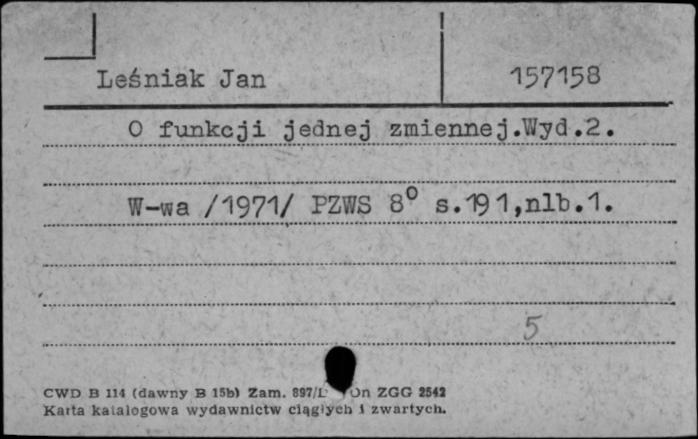 Leśniak Jan 157158
O funkcji jednej zmiennej.Wyd.2.
W-wa /1971/ PZWS 8° s.191,nlb.1.
5
CWD B 114 (dawny B 15b) Zam. ZGG 2542
Karta katalogowa wydawnictw ciągłych i zwartych.